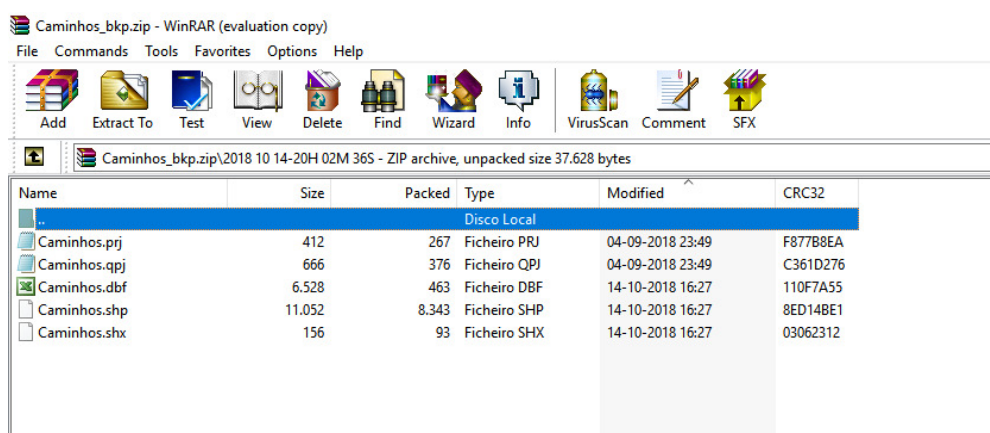 Caminhos_bkp.zip - WinRAR (evaluation copy)
File Commands Tools Favorites Options Help
Add Extract To Test View Delete Find Wizard Info VirusScan Comment SFX
Caminhos_bkp.zip\2018 10 14-20H 02M 36S - ZIP archive, unpacked size 37.628 bytes
Name Size Packed Type Modified CRC32
.. Disco Local
Caminhos.prj 412 267 Ficheiro PRJ 04-09-2018 23:49 F877B8EA
Caminhos.qpj 666 376 Ficheiro QPJ 04-09-2018 23:49 C361D276
Caminhos.dbf 6.528 463 Ficheiro DBF 14-10-2018 16:27 110F7A55
Caminhos.shp 11.052 8.343 Ficheiro SHP 14-10-2018 16:27 8ED14BE1
Caminhos.shx 156 93 Ficheiro SHX 14-10-2018 16:27 03062312